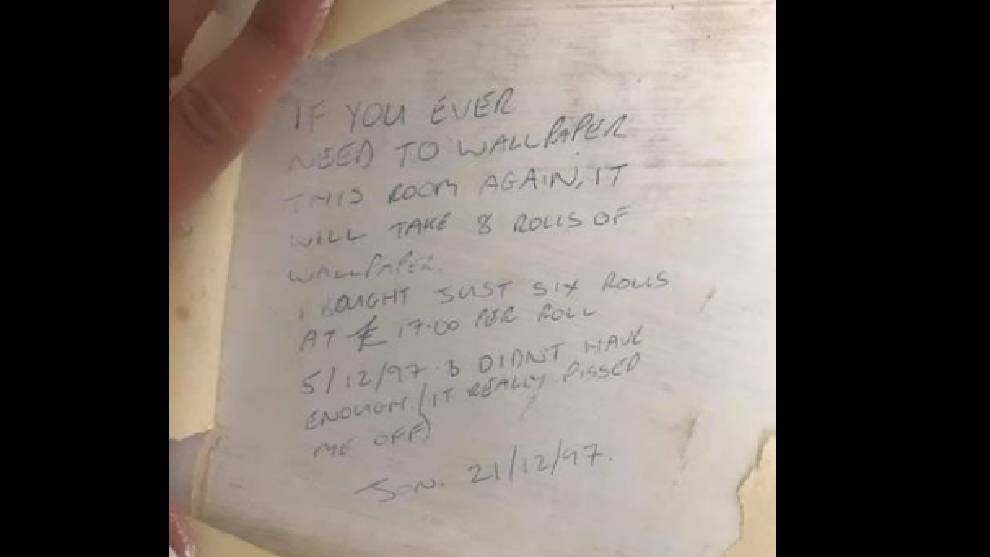 IF YOU EVER
NEED TO WALLPAPER
THIS ROOM AGAIN, IT
WILL TAKE 8 ROLLS OF
WALLPAPER.
I BOUGHT JUST SIX ROLLS
AT £17.00 PER ROLL
5/12/97 & DIDN'T HAVE
ENOUGH (IT REALLY PISSED
ME OFF)
JON. 21/12/97.